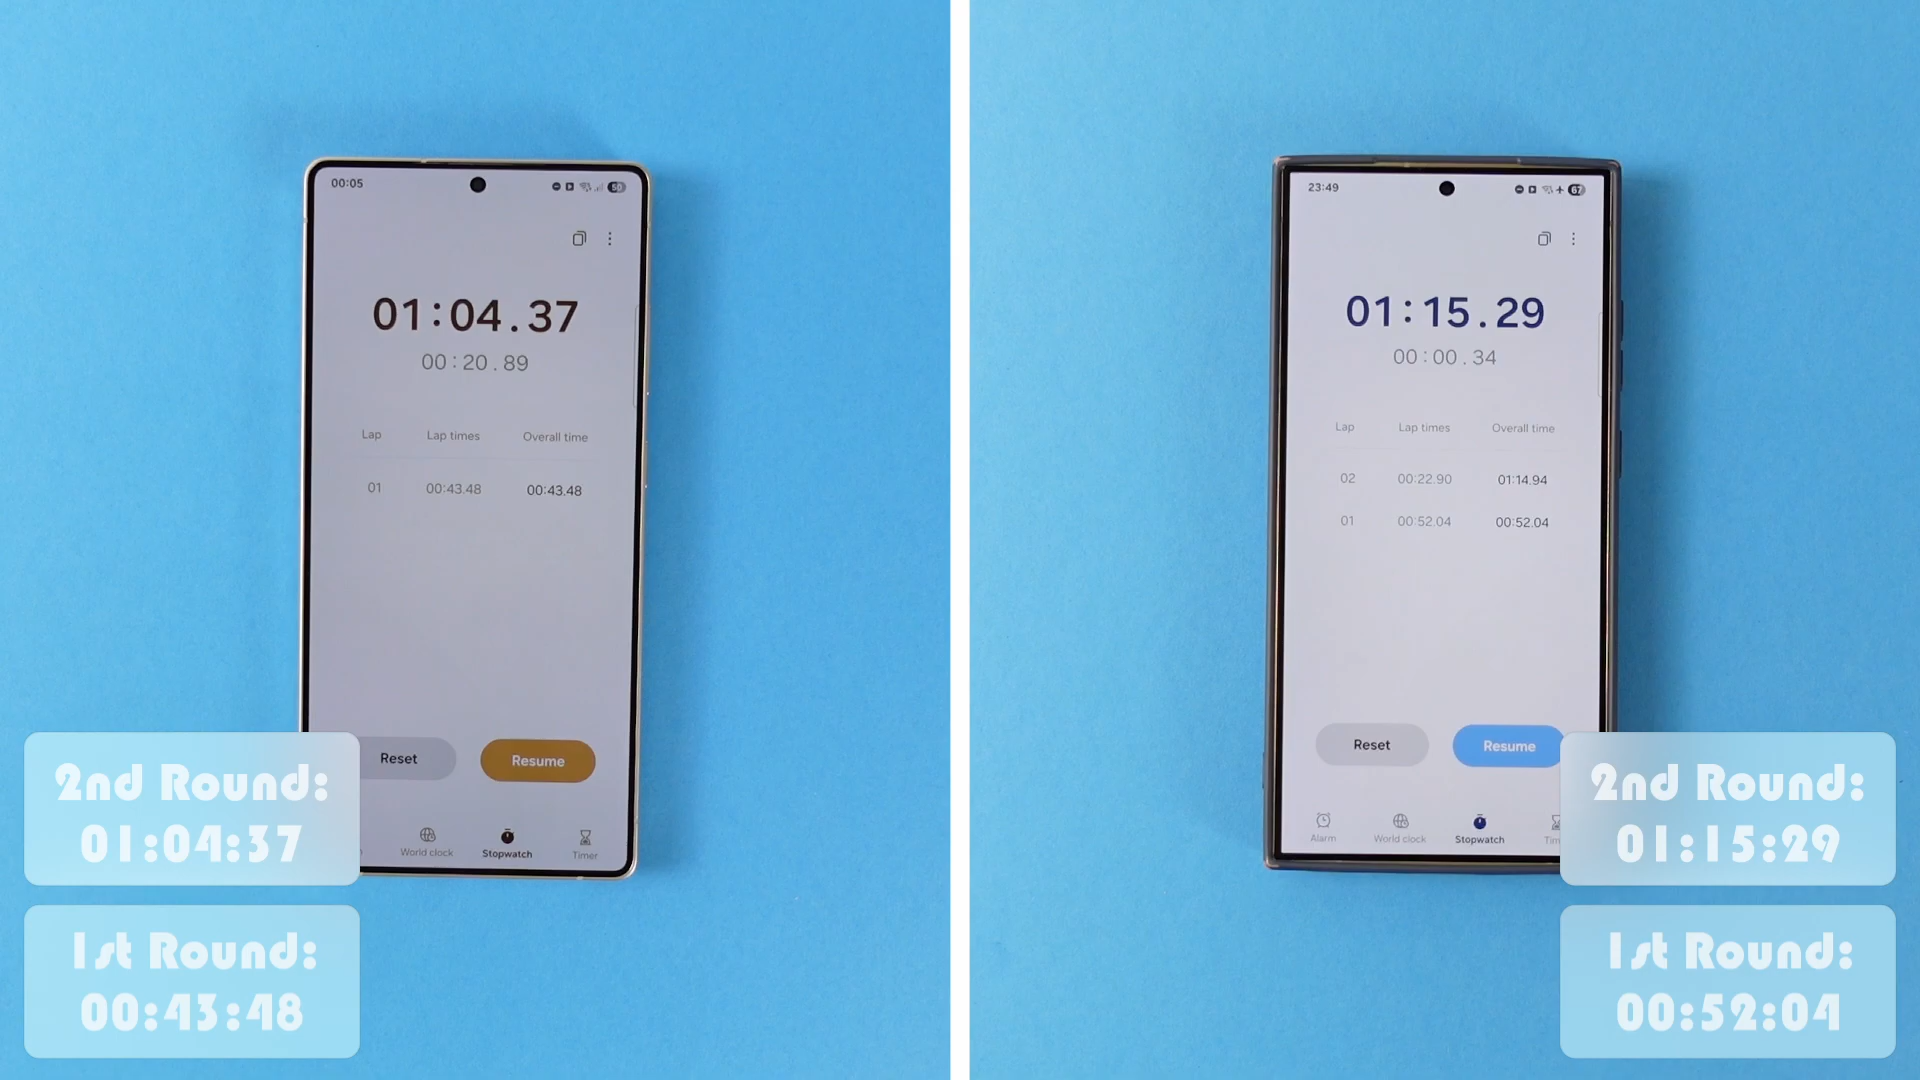 00:05
50
01:04.37
00:20.89
Lap Lap times Overall time
01 00:43.48 00:43.48
Reset Resume
World clock Stopwatch Timer
2nd Round:
01:04:37
1st Round:
00:43:48
23:49
67
01:15.29
00:00.34
Lap Lap times Overall time
02 00:22.90 01:14.94
01 00:52.04 00:52.04
Reset Resume
Alarm World clock Stopwatch
2nd Round:
01:15:29
1st Round:
00:52:04